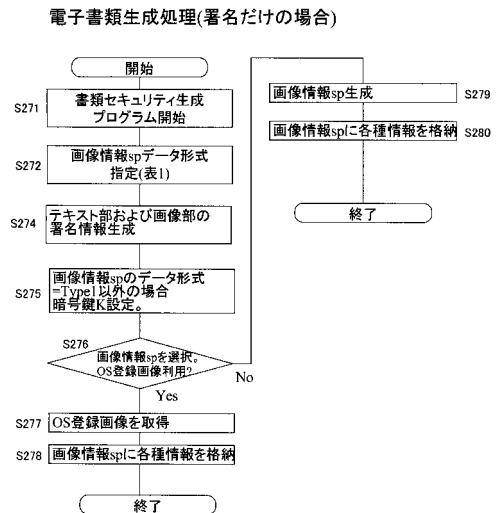 電子書類生成処理(署名だけの場合)
開始
S271
書類セキュリティ生成
プログラム開始
S272
画像情報spデータ形式
指定(表1)
S274
テキスト部および画像部の
署名情報生成
S275
画像情報spのデータ形式
=Type1以外の場合
暗号鍵K設定。
S276
画像情報spを選択。
OS登録画像利用?
No
Yes
S277
OS登録画像を取得
S278
画像情報spに各種情報を格納
終了
画像情報sp生成
S279
画像情報spに各種情報を格納
S280
終了